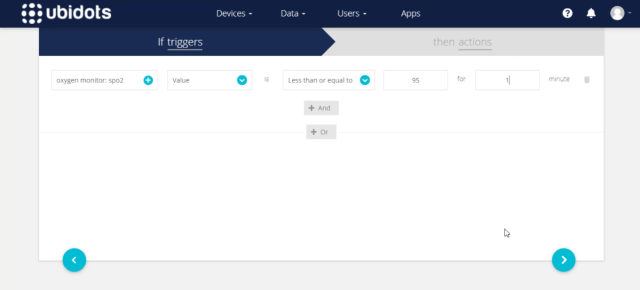 ubidots Devices Data Users Apps
If triggers then actions
oxygen monitor: spo2 Value is Less than or equal to 95 for 1 minute
+ And
+ Or